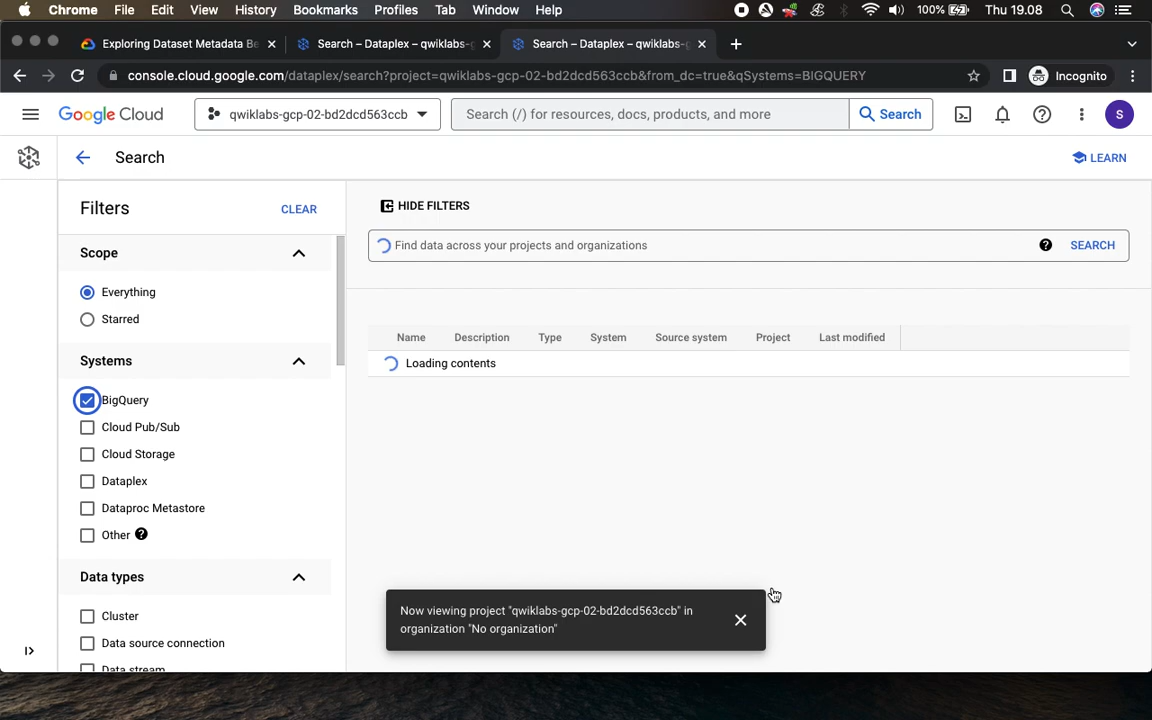 Chrome File Edit View History Bookmarks Profiles Tab Window Help 100% Thu 19.08
Exploring Dataset Metadata Be Search – Dataplex – qwiklabs-g Search – Dataplex – qwiklabs-g
console.cloud.google.com/dataplex/search?project=qwiklabs-gcp-02-bd2dcd563ccb&from_dc=true&qSystems=BIGQUERY Incognito
Google Cloud qwiklabs-gcp-02-bd2dcd563ccb Search (/) for resources, docs, products, and more Search S
Search LEARN
Filters CLEAR
HIDE FILTERS
Find data across your projects and organizations ? SEARCH
Scope
Everything
Starred
Systems
BigQuery
Cloud Pub/Sub
Cloud Storage
Dataplex
Dataproc Metastore
Other ?
Data types
Cluster
Data source connection
Data stream
Name Description Type System Source system Project Last modified
Loading contents
Now viewing project "qwiklabs-gcp-02-bd2dcd563ccb" in
organization "No organization"